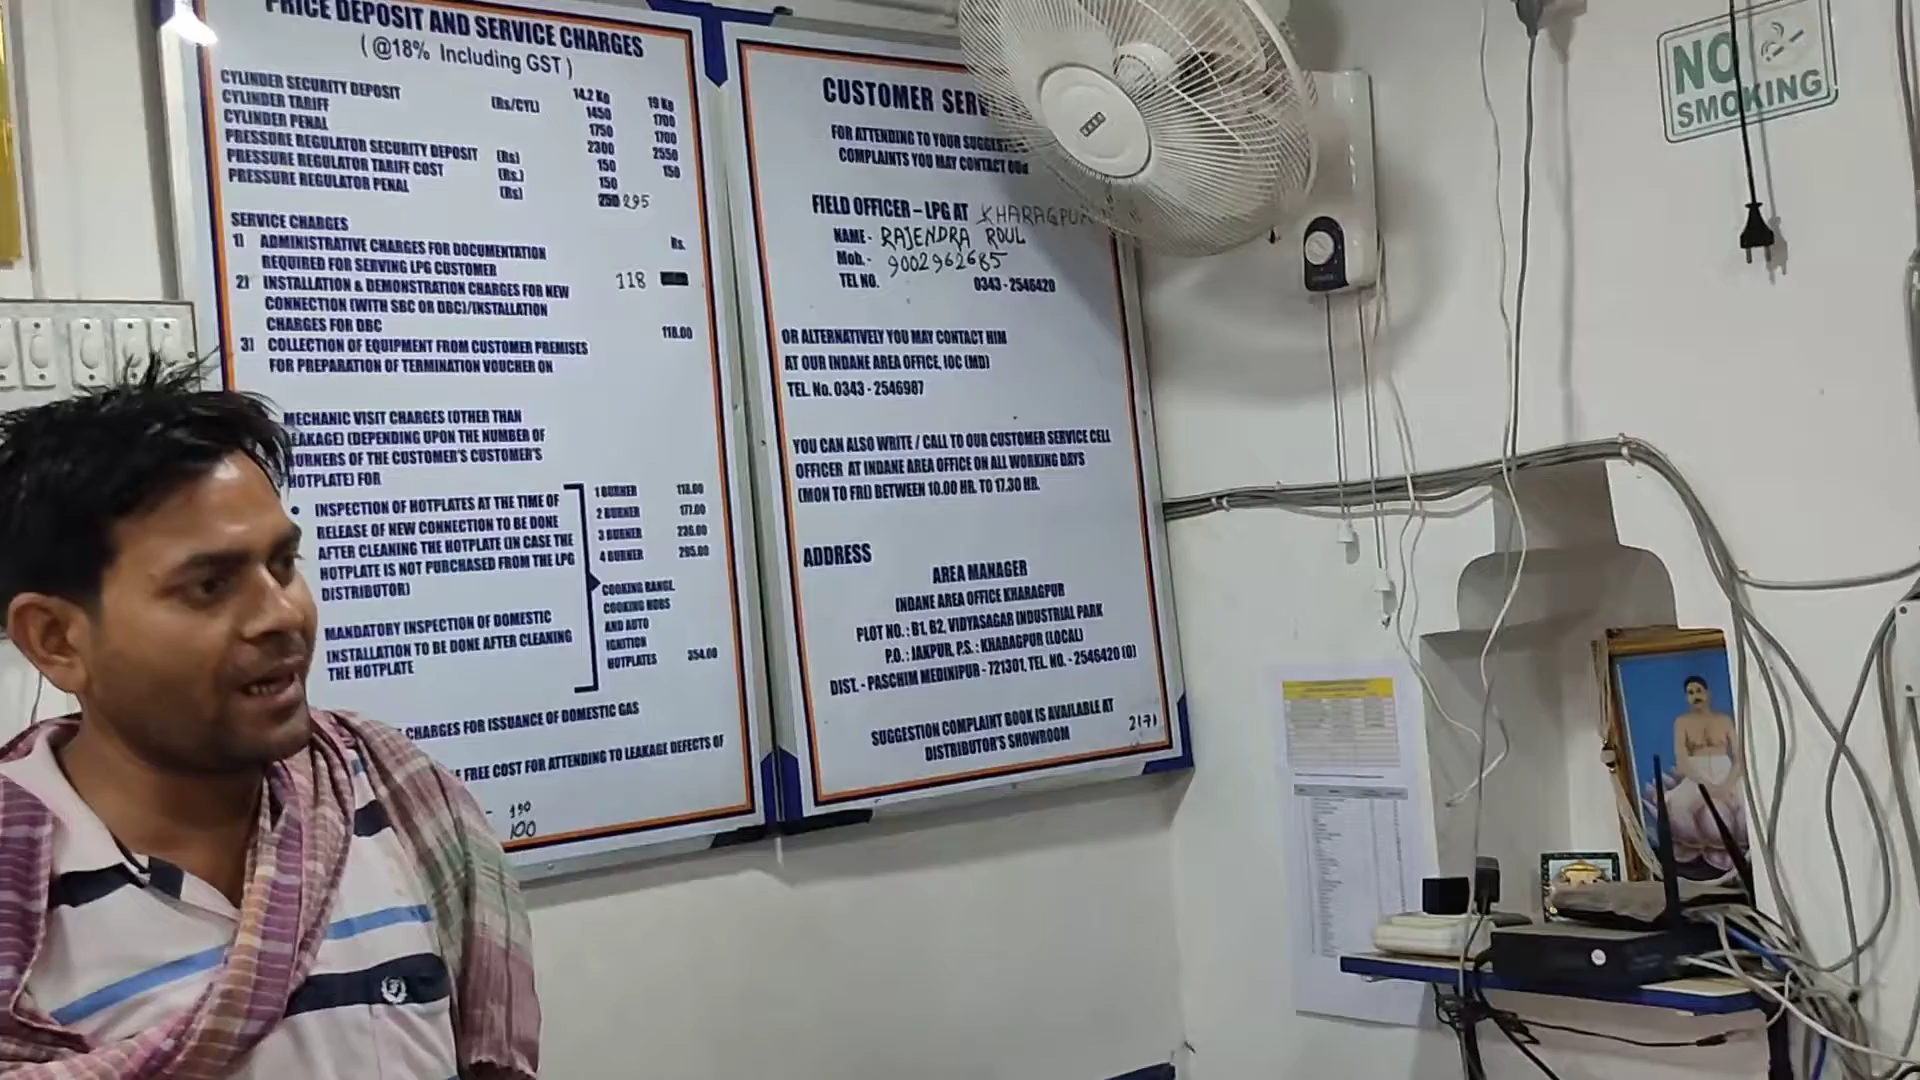 PRICE DEPOSIT AND SERVICE CHARGES
(@18% Including GST)
14.2 Kg 19 Kg
CYLINDER SECURITY DEPOSIT (Rs/CYL) 1450 1700
CYLINDER TARIFF 1750 1700
CYLINDER PENAL 2300 2550
PRESSURE REGULATOR SECURITY DEPOSIT (Rs) 150 150
PRESSURE REGULATOR TARIFF COST (Rs.) 150
PRESSURE REGULATOR PENAL (Rs) 250 295
SERVICE CHARGES
Rs.
1) ADMINISTRATIVE CHARGES FOR DOCUMENTATION
REQUIRED FOR SERVING LPG CUSTOMER
118
2) INSTALLATION & DEMONSTRATION CHARGES FOR NEW
CONNECTION (WITH SBC OR DBC)/INSTALLATION
CHARGES FOR DBC
118.00
3) COLLECTION OF EQUIPMENT FROM CUSTOMER PREMISES
FOR PREPARATION OF TERMINATION VOUCHER ON
MECHANIC VISIT CHARGES (OTHER THAN
LEAKAGE) (DEPENDING UPON THE NUMBER OF
BURNERS OF THE CUSTOMER'S CUSTOMER'S
HOTPLATE) FOR
• INSPECTION OF HOTPLATES AT THE TIME OF
RELEASE OF NEW CONNECTION TO BE DONE
AFTER CLEANING THE HOTPLATE (IN CASE THE
HOTPLATE IS NOT PURCHASED FROM THE LPG
DISTRIBUTOR)
MANDATORY INSPECTION OF DOMESTIC
INSTALLATION TO BE DONE AFTER CLEANING
THE HOTPLATE
1 BURNER 118.00
2 BURNER 177.00
3 BURNER 236.00
4 BURNER 295.00
COOKING RANGE
COOKING HOBS
AND AUTO
IGNITION
HOTPLATES 354.00
CHARGES FOR ISSUANCE OF DOMESTIC GAS
FREE COST FOR ATTENDING TO LEAKAGE DEFECTS OF
- 190
100
CUSTOMER SERV
FOR ATTENDING TO YOUR SUGGES
COMPLAINTS YOU MAY CONTACT OUR
FIELD OFFICER – LPG AT KHARAGPUR
NAME- RAJENDRA ROUL
Mob.- 9002962685
TEL NO. 0343 - 2546420
OR ALTERNATIVELY YOU MAY CONTACT HIM
AT OUR INDANE AREA OFFICE, IOC (MD)
TEL. No. 0343 - 2546987
YOU CAN ALSO WRITE / CALL TO OUR CUSTOMER SERVICE CELL
OFFICER AT INDANE AREA OFFICE ON ALL WORKING DAYS
(MON TO FRI) BETWEEN 10.00 HR. TO 17.30 HR.
ADDRESS
AREA MANAGER
INDANE AREA OFFICE KHARAGPUR
PLOT NO. : B1, B2, VIDYASAGAR INDUSTRIAL PARK
P.O. : JAKPUR, P.S. : KHARAGPUR (LOCAL)
DIST. - PASCHIM MEDINIPUR - 721301, TEL. NO. - 2546420 (O)
SUGGESTION COMPLAINT BOOK IS AVAILABLE AT
DISTRIBUTOR'S SHOWROOM
NO
SMOKING